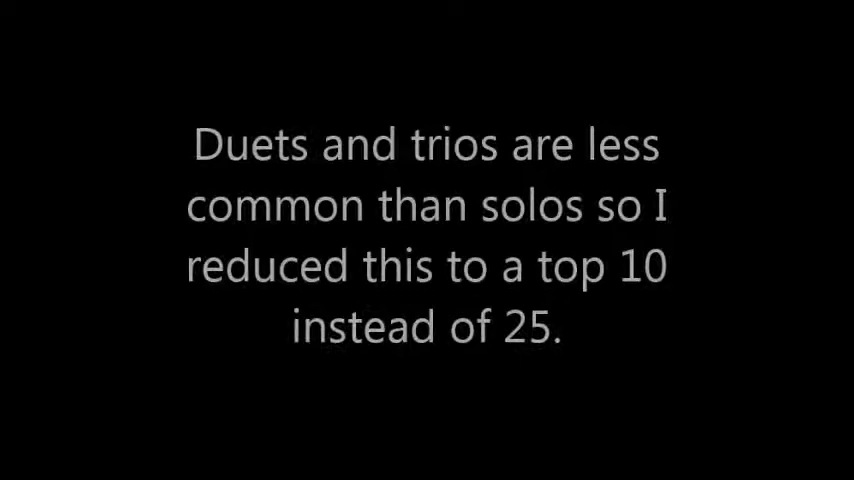 Duets and trios are less
common than solos so I
reduced this to a top 10
instead of 25.